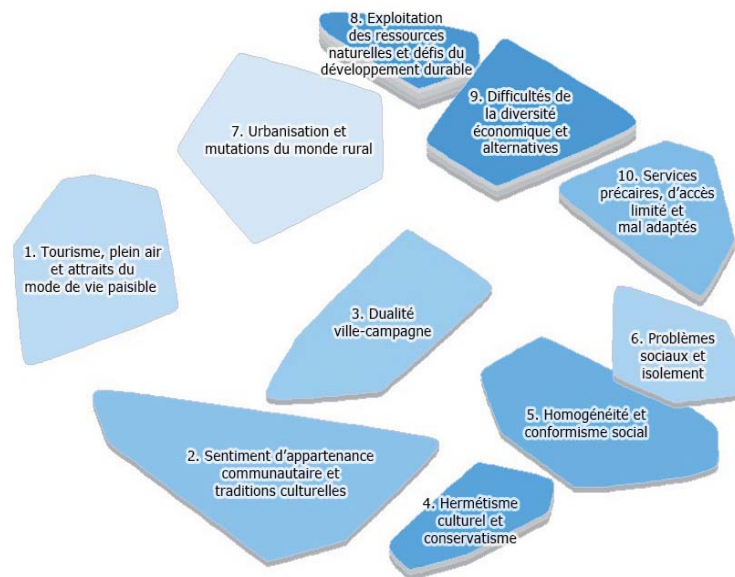 8. Exploitation
des ressources
naturelles et défis du
développement durable
9. Difficultés de
la diversité
économique et
alternatives
7. Urbanisation et
mutations du monde rural
10. Services
précaires, d’accès
limité et
mal adaptés
1. Tourisme, plein air
et attraits du
mode de vie paisible
3. Dualité
ville-campagne
6. Problèmes
sociaux et
isolement
5. Homogénéité et
conformisme social
2. Sentiment d’appartenance
communautaire et
traditions culturelles
4. Hermétisme
culturel et
conservatisme